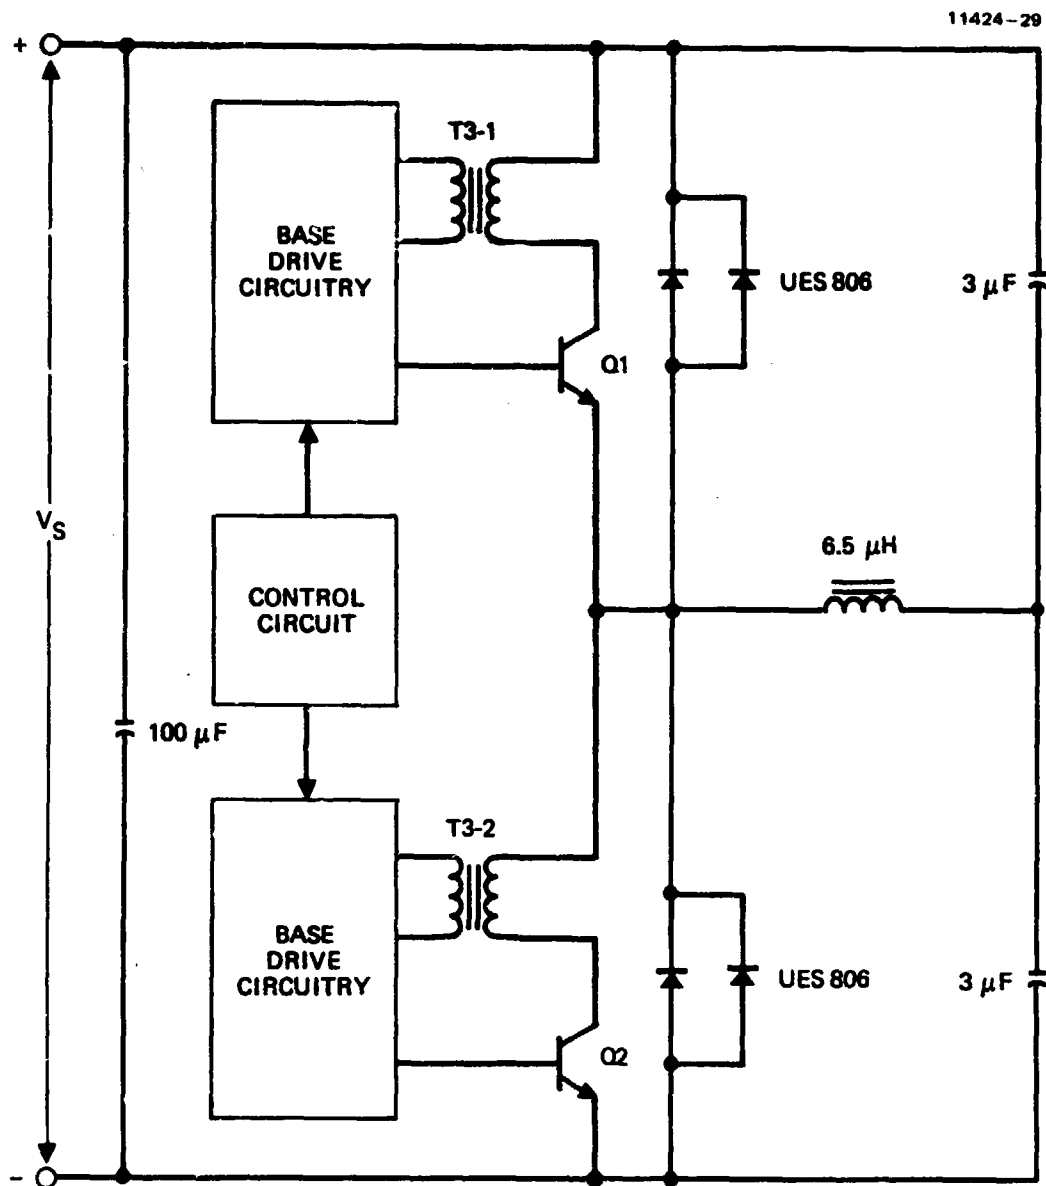 11424-29
+
T3-1
BASE
DRIVE
CIRCUITRY
UES 806
3 μF
Q1
VS
6.5 μH
CONTROL
CIRCUIT
100 μF
T3-2
BASE
DRIVE
CIRCUITRY
UES 806
3 μF
Q2
-